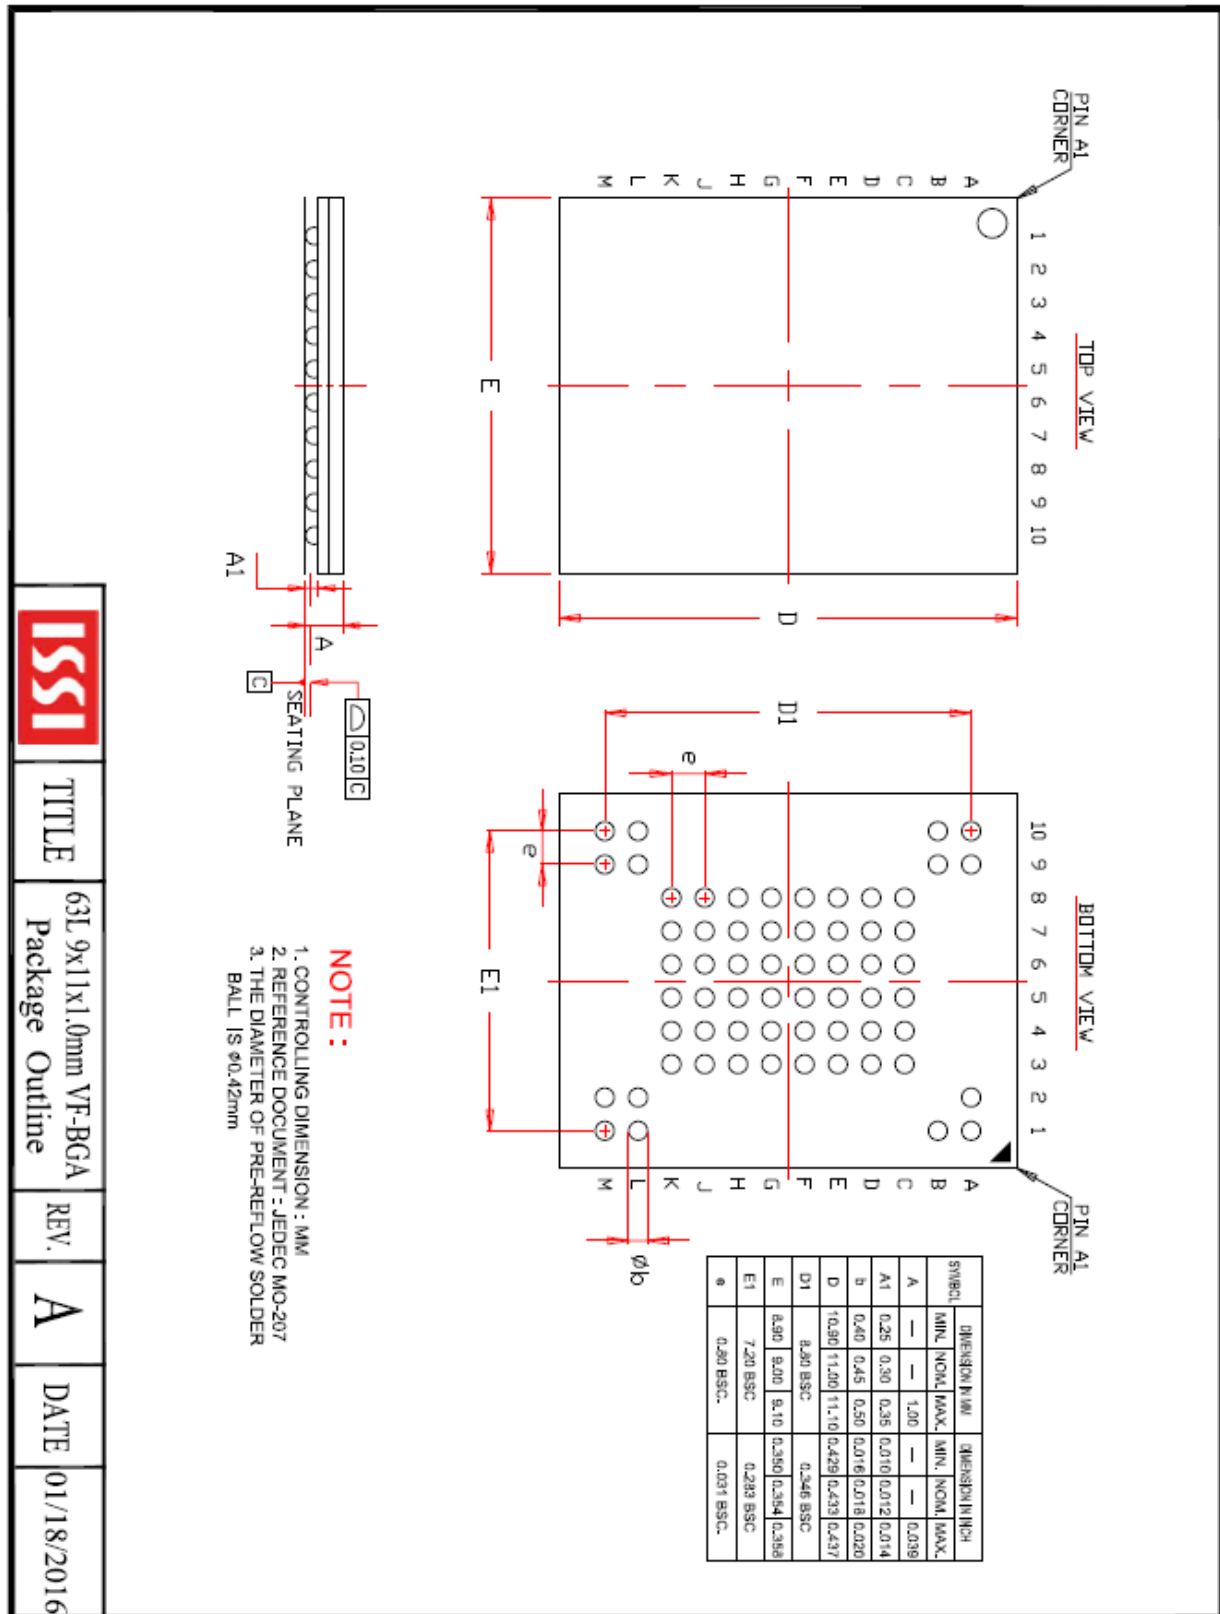 TOP VIEW
PIN A1
CORNER
1 2 3 4 5 6 7 8 9 10
A
B
C
D
E
F
G
H
J
K
L
M
D
E
BOTTOM VIEW
PIN A1
CORNER
10 9 8 7 6 5 4 3 2 1
A
B
C
D
E
F
G
H
J
K
L
M
D1
e
e
E1
Øb
A1
A
0.10 C
C
SEATING PLANE
SYMBOL DIMENSION IN MM DIMENSION IN INCH
MIN. NOM. MAX. MIN. NOM. MAX.
A — — 1.00 — — 0.039
A1 0.25 0.30 0.35 0.010 0.012 0.014
b 0.40 0.45 0.50 0.016 0.018 0.020
D 10.90 11.00 11.10 0.429 0.433 0.437
D1 8.80 BSC 0.346 BSC
E 8.90 9.00 9.10 0.350 0.354 0.358
E1 7.20 BSC 0.283 BSC
e 0.80 BSC. 0.031 BSC.
NOTE :
1. CONTROLLING DIMENSION : MM
2. REFERENCE DOCUMENT : JEDEC MO-207
3. THE DIAMETER OF PRE-REFLOW SOLDER
BALL IS Ø0.42mm
ISSI
TITLE
63L 9x11x1.0mm VF-BGA
Package Outline
REV.
A
DATE
01/18/2016